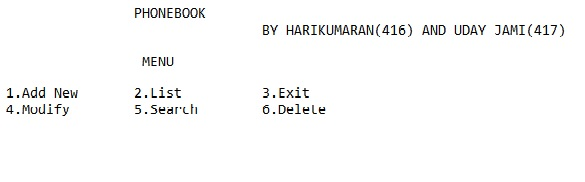 PHONEBOOK
BY HARIKUMARAN(416) AND UDAY JAMI(417)
MENU
1.Add New 2.List 3.Exit
4.Modify 5.Search 6.Delete